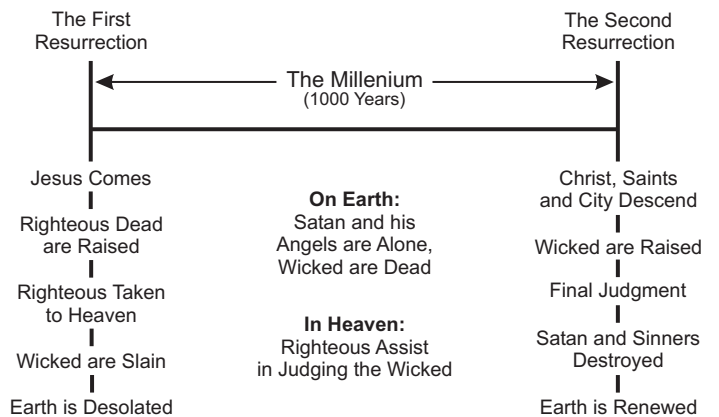 The First
Resurrection
The Second
Resurrection
The Millenium
(1000 Years)
Jesus Comes
Righteous Dead
are Raised
Righteous Taken
to Heaven
Wicked are Slain
Earth is Desolated
On Earth:
Satan and his
Angels are Alone,
Wicked are Dead
In Heaven:
Righteous Assist
in Judging the Wicked
Christ, Saints
and City Descend
Wicked are Raised
Final Judgment
Satan and Sinners
Destroyed
Earth is Renewed